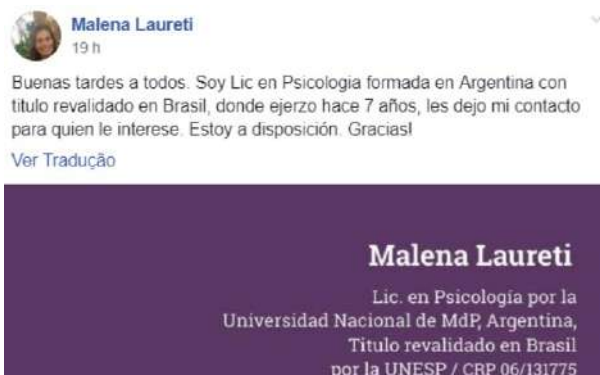 Malena Laureti
19 h
Buenas tardes a todos. Soy Lic en Psicologia formada en Argentina con
titulo revalidado en Brasil, donde ejerzo hace 7 años, les dejo mi contacto
para quien le interese. Estoy a disposición. Gracias!
Ver Tradução
Malena Laureti
Lic. en Psicología por la
Universidad Nacional de MdP, Argentina,
Titulo revalidado en Brasil
por la UNESP / CRP 06/131775